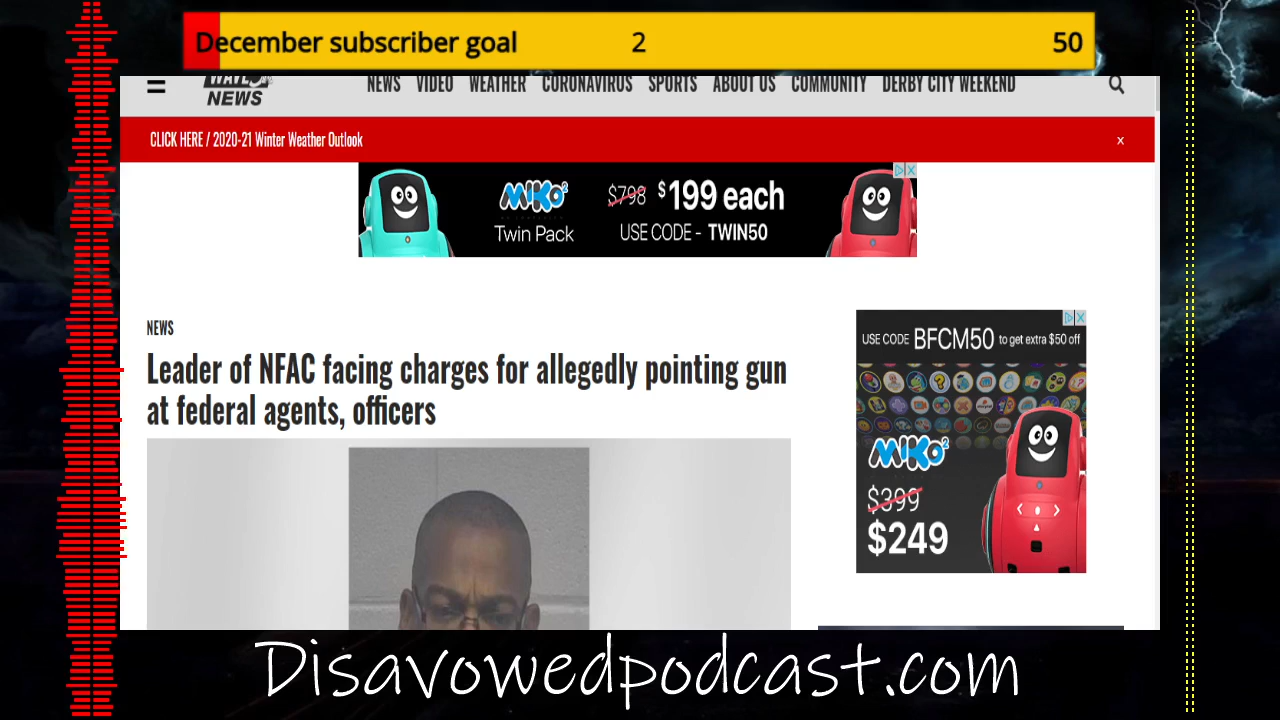 December subscriber goal 2 50
NEWS
NEWS VIDEO WEATHER CORONAVIRUS SPORTS ABOUT US COMMUNITY DERBY CITY WEEKEND
CLICK HERE / 2020-21 Winter Weather Outlook x
MIKO2 $798 $199 each
Twin Pack USE CODE - TWIN50
NEWS
Leader of NFAC facing charges for allegedly pointing gun
at federal agents, officers
USE CODE BFCM50 to get extra $50 off
MIKO2
$399
$249
Disavowedpodcast.com